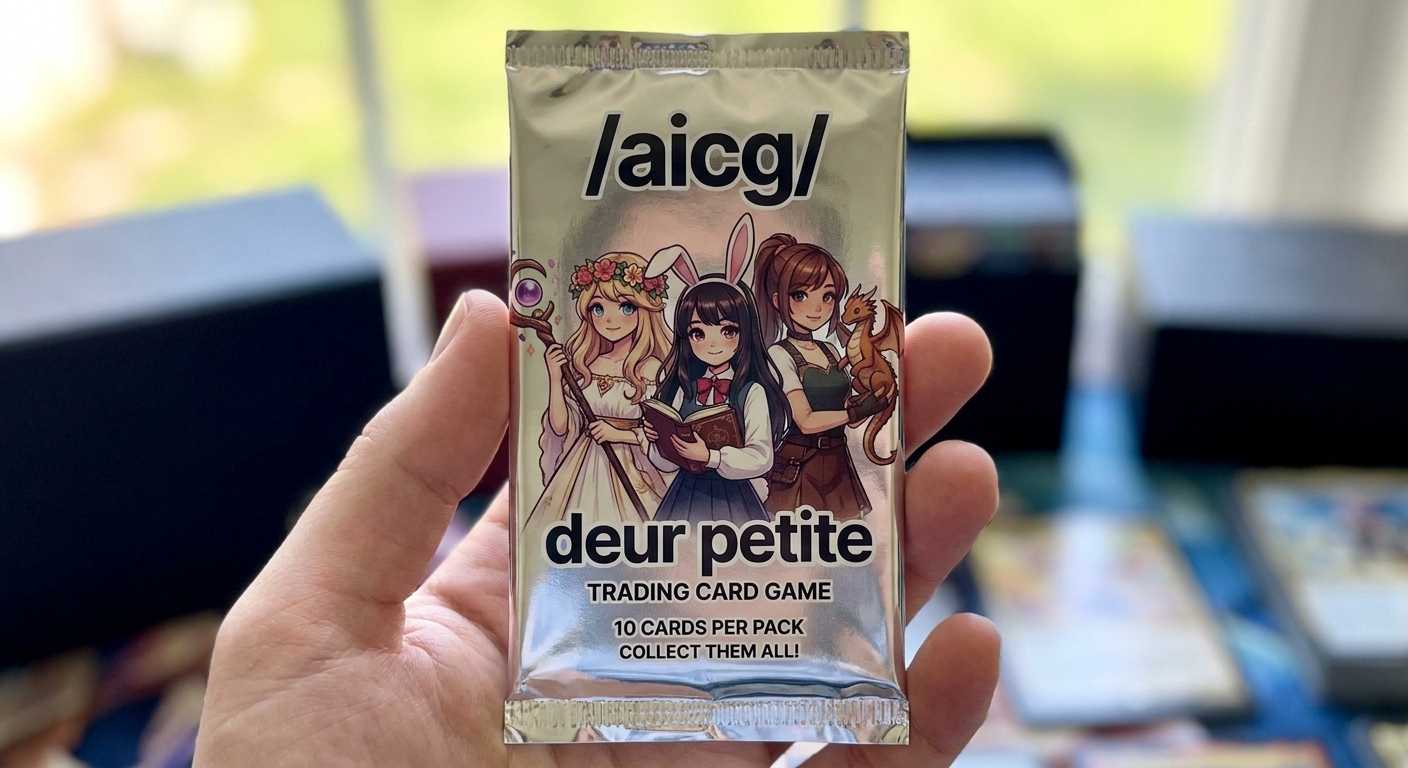 /aicg/
deur petite
TRADING CARD GAME
10 CARDS PER PACK
COLLECT THEM ALL!